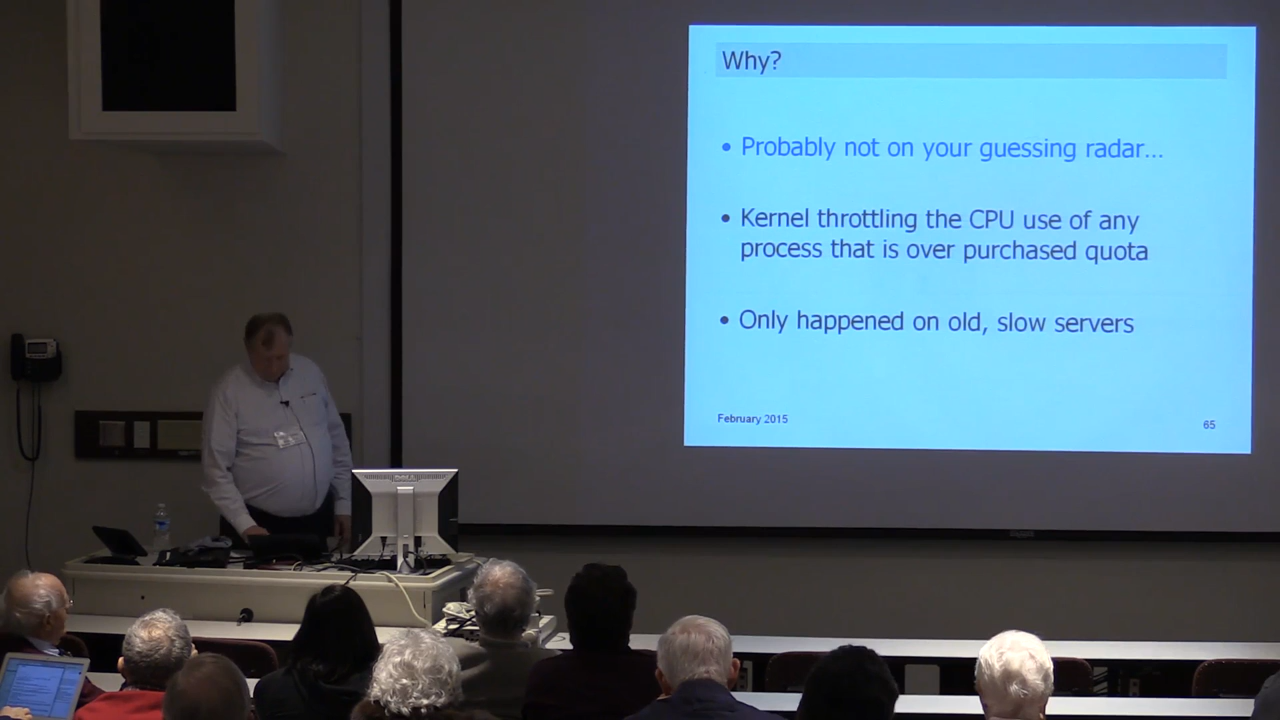 Why?
• Probably not on your guessing radar...
• Kernel throttling the CPU use of any
process that is over purchased quota
• Only happened on old, slow servers
February 2015
65